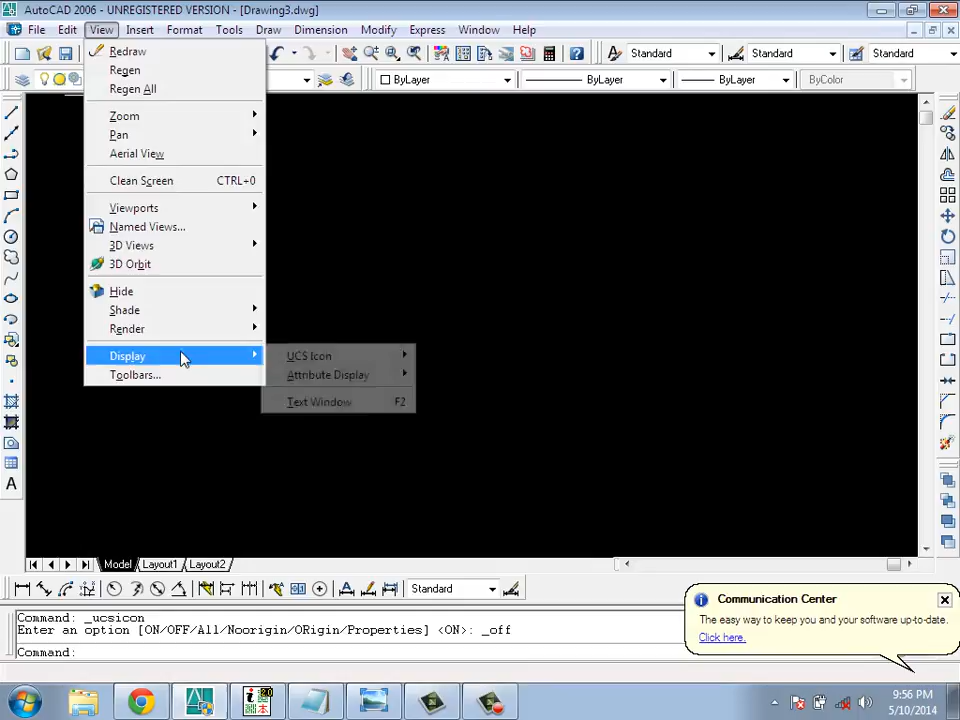 AutoCAD 2006 - UNREGISTERED VERSION - [Drawing3.dwg]
File Edit View Insert Format Tools Draw Dimension Modify Express Window Help
Standard Standard Standard
ByLayer ByLayer ByLayer ByColor
Redraw
Regen
Regen All
Zoom
Pan
Aerial View
Clean Screen CTRL+0
Viewports
Named Views...
3D Views
3D Orbit
Hide
Shade
Render
Display
Toolbars...
UCS Icon
Attribute Display
Text Window F2
A
Model Layout1 Layout2
Standard
Command: _ucsicon
Enter an option [ON/OFF/All/Noorigin/ORigin/Properties] <ON>: _off
Command:
Communication Center
The easy way to keep you and your software up-to-date.
Click here.
9:56 PM
5/10/2014